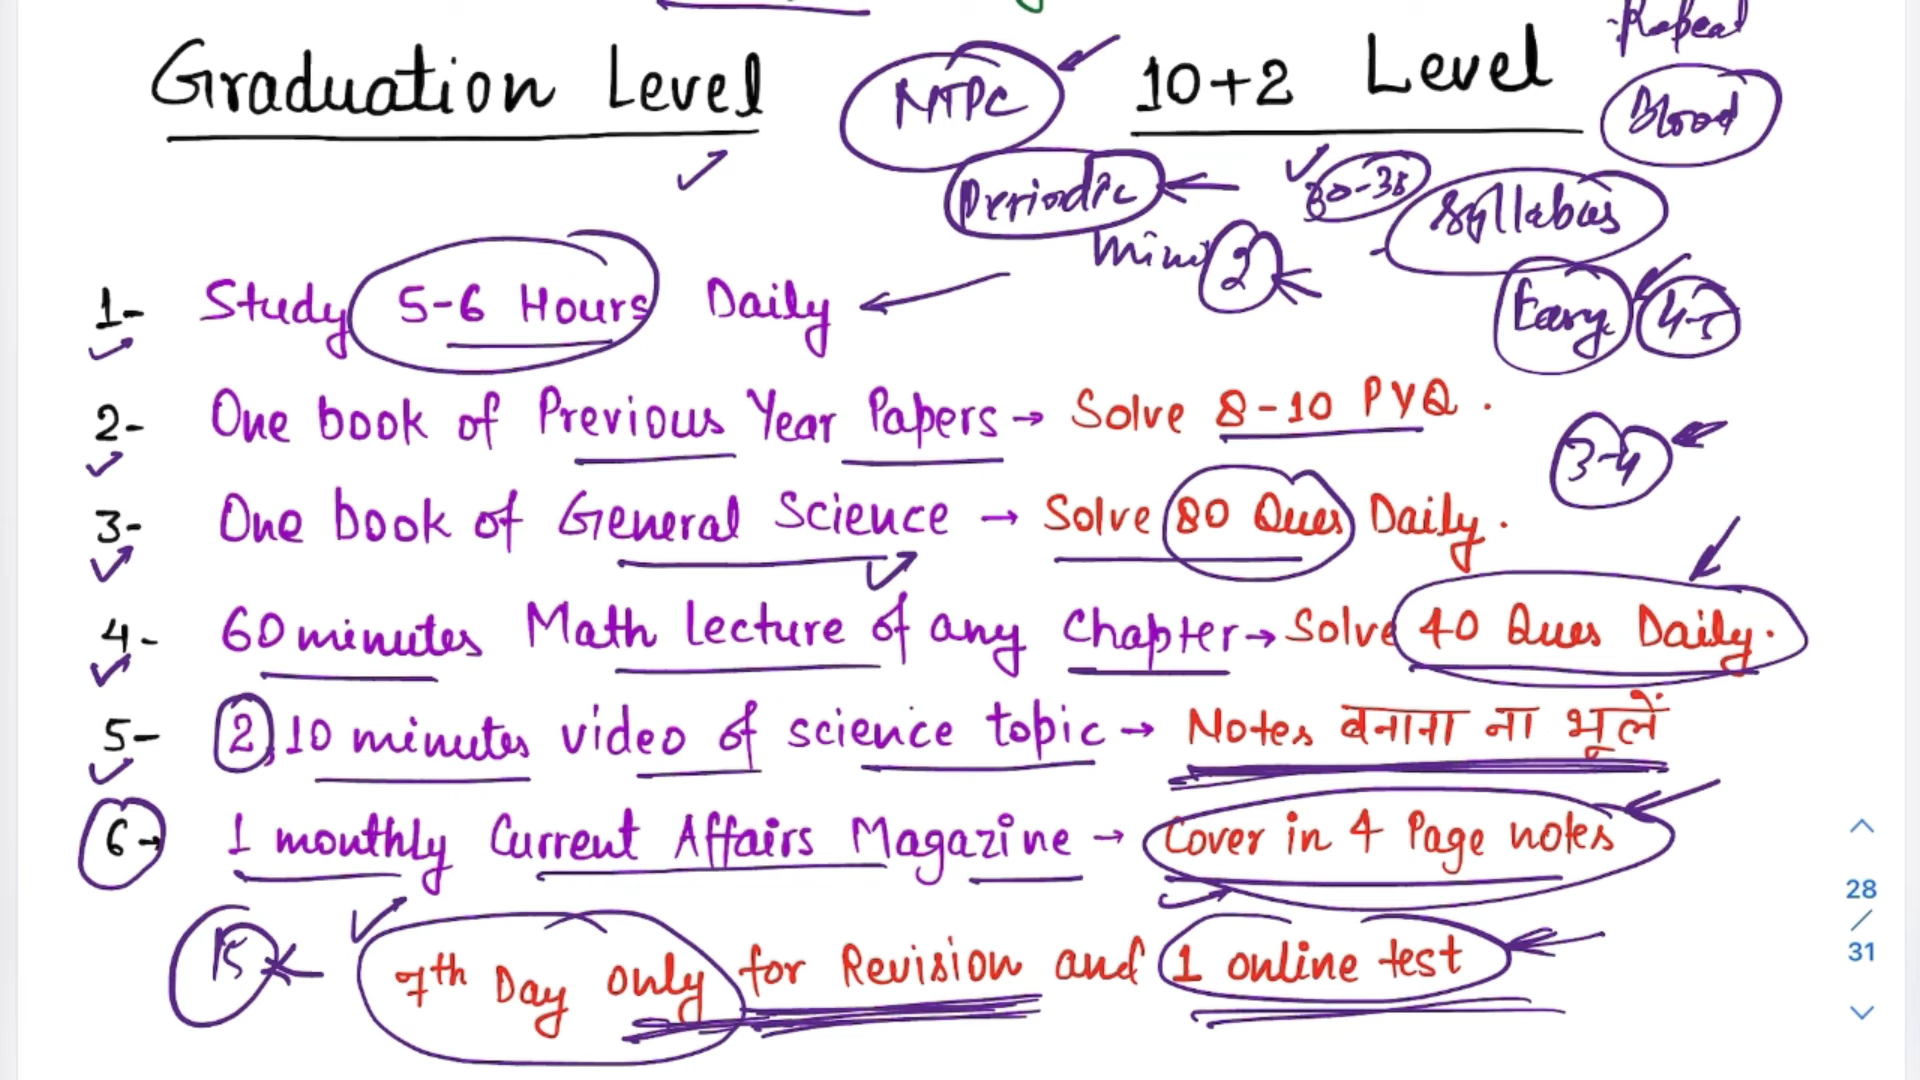 Repeat
Graduation Level
NTPC
10+2 Level
Blood
Periodic
30-35
Syllabus
mini 2
Easy 4-5
1- Study 5-6 Hours Daily
2- One book of Previous Year Papers → Solve 8-10 PYQ.
3-4
3- One book of General Science → Solve 80 Ques Daily.
4- 60 minutes Math lecture of any Chapter → Solve 40 Ques Daily.
5- 2, 10 minutes video of science topic → Notes बनाना ना भूलें
6→ 1 monthly Current Affairs Magazine → Cover in 4 Page notes
28
/
31
15
7th Day only for Revision and 1 online test